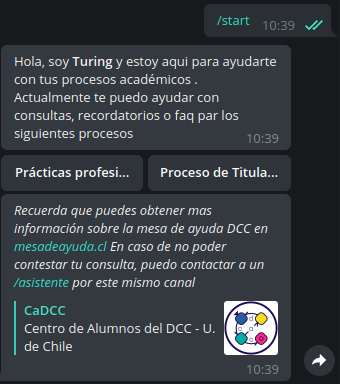 /start
10:39
Hola, soy Turing y estoy aqui para ayudarte
con tus procesos académicos .
Actualmente te puedo ayudar con
consultas, recordatorios o faq par los
siguientes procesos
10:39
Prácticas profesi...
Proceso de Titula...
Recuerda que puedes obtener mas
información sobre la mesa de ayuda DCC en
mesadeayuda.cl En caso de no poder
contestar tu consulta, puedo contactar a un
/asistente por este mismo canal
CaDCC
Centro de Alumnos del DCC - U.
de Chile
10:39